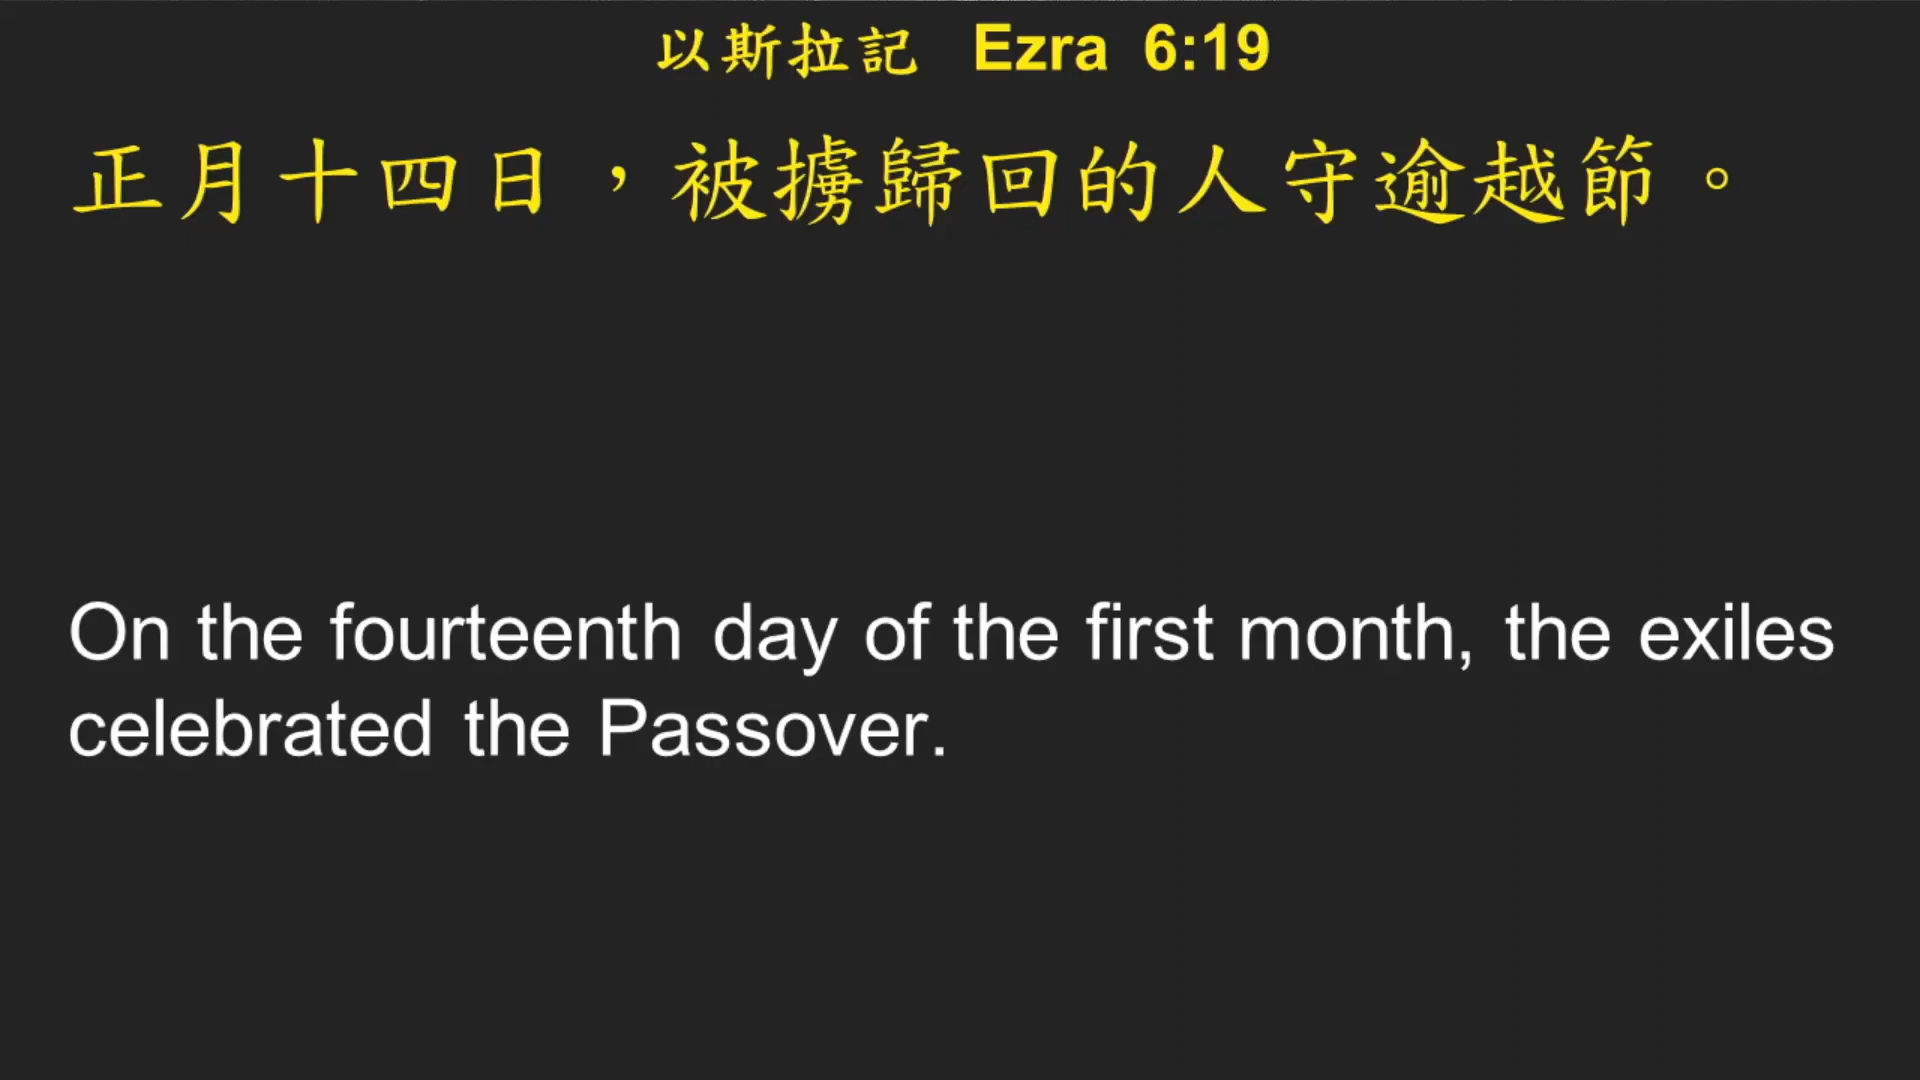 以斯拉記 Ezra 6:19
正月十四日，被擄歸回的人守逾越節。
On the fourteenth day of the first month, the exiles
celebrated the Passover.